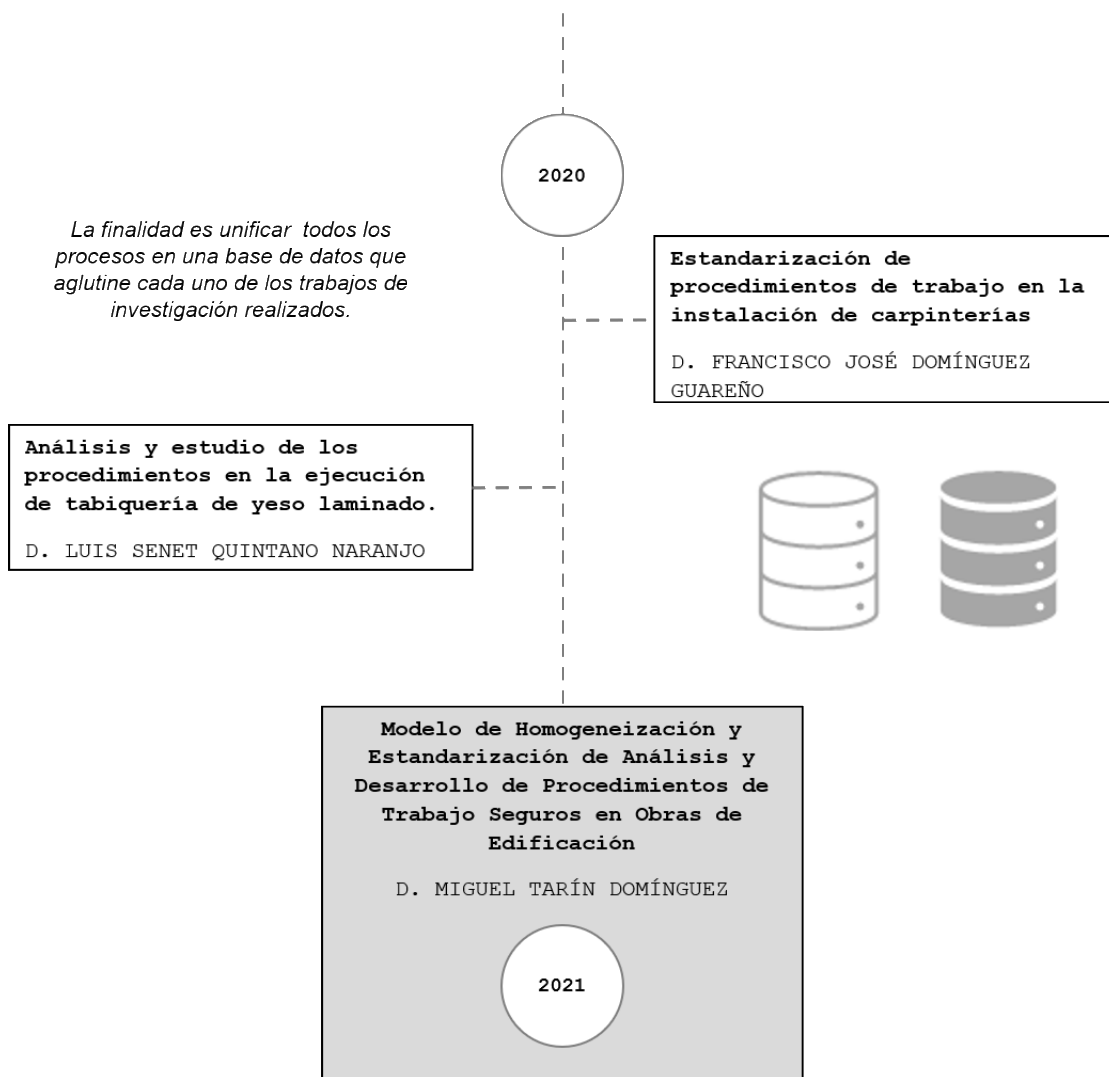 2020
La finalidad es unificar todos los
procesos en una base de datos que
aglutine cada uno de los trabajos de
investigación realizados.
Estandarización de
procedimientos de trabajo en la
instalación de carpinterías
D. FRANCISCO JOSÉ DOMÍNGUEZ
GUAREÑO
Análisis y estudio de los
procedimientos en la ejecución
de tabiquería de yeso laminado.
D. LUIS SENET QUINTANO NARANJO
Modelo de Homogeneización y
Estandarización de Análisis y
Desarrollo de Procedimientos de
Trabajo Seguros en Obras de
Edificación
D. MIGUEL TARÍN DOMÍNGUEZ
2021